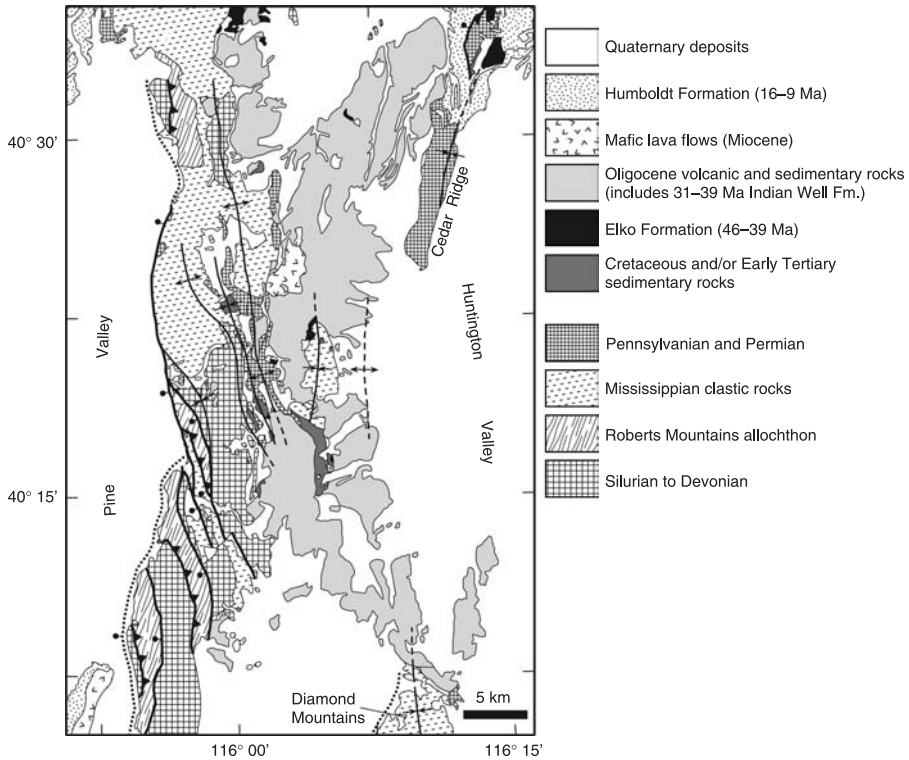 40° 30'
40° 15'
116° 00'
116° 15'
Valley
Pine
Cedar Ridge
Huntington
Valley
Diamond
Mountains
5 km
Quaternary deposits
Humboldt Formation (16–9 Ma)
Mafic lava flows (Miocene)
Oligocene volcanic and sedimentary rocks
(includes 31–39 Ma Indian Well Fm.)
Elko Formation (46–39 Ma)
Cretaceous and/or Early Tertiary
sedimentary rocks
Pennsylvanian and Permian
Mississippian clastic rocks
Roberts Mountains allochthon
Silurian to Devonian